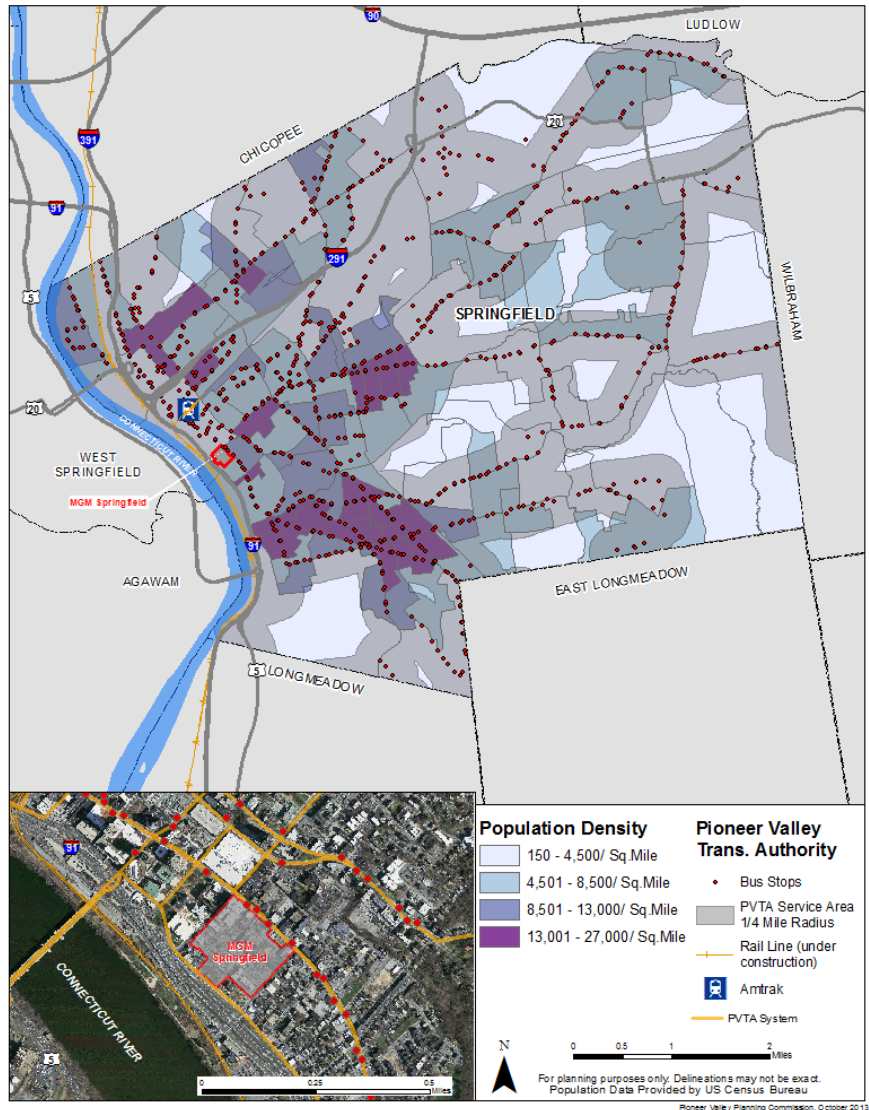 LUDLOW
90
20
391
CHICOPEE
91
291
5
WILBRAHAM
SPRINGFIELD
20
CONNECTICUT RIVER
WEST
SPRINGFIELD
MGM Springfield
91
AGAWAM
EAST LONGMEADOW
5
LONGMEADOW
91
MGM
Springfield
CONNECTICUT RIVER
5
0
0.25
0.5
Miles
Population Density
150 - 4,500/ Sq.Mile
4,501 - 8,500/ Sq.Mile
8,501 - 13,000/ Sq.Mile
13,001 - 27,000/ Sq.Mile
Pioneer Valley
Trans. Authority
Bus Stops
PVTA Service Area
1/4 Mile Radius
Rail Line (under
construction)
Amtrak
PVTA System
N
0 0.5 1 2
Miles
For planning purposes only. Delineations may not be exact.
Population Data Provided by US Census Bureau
Pioneer Valley Planning Commission, October 2013